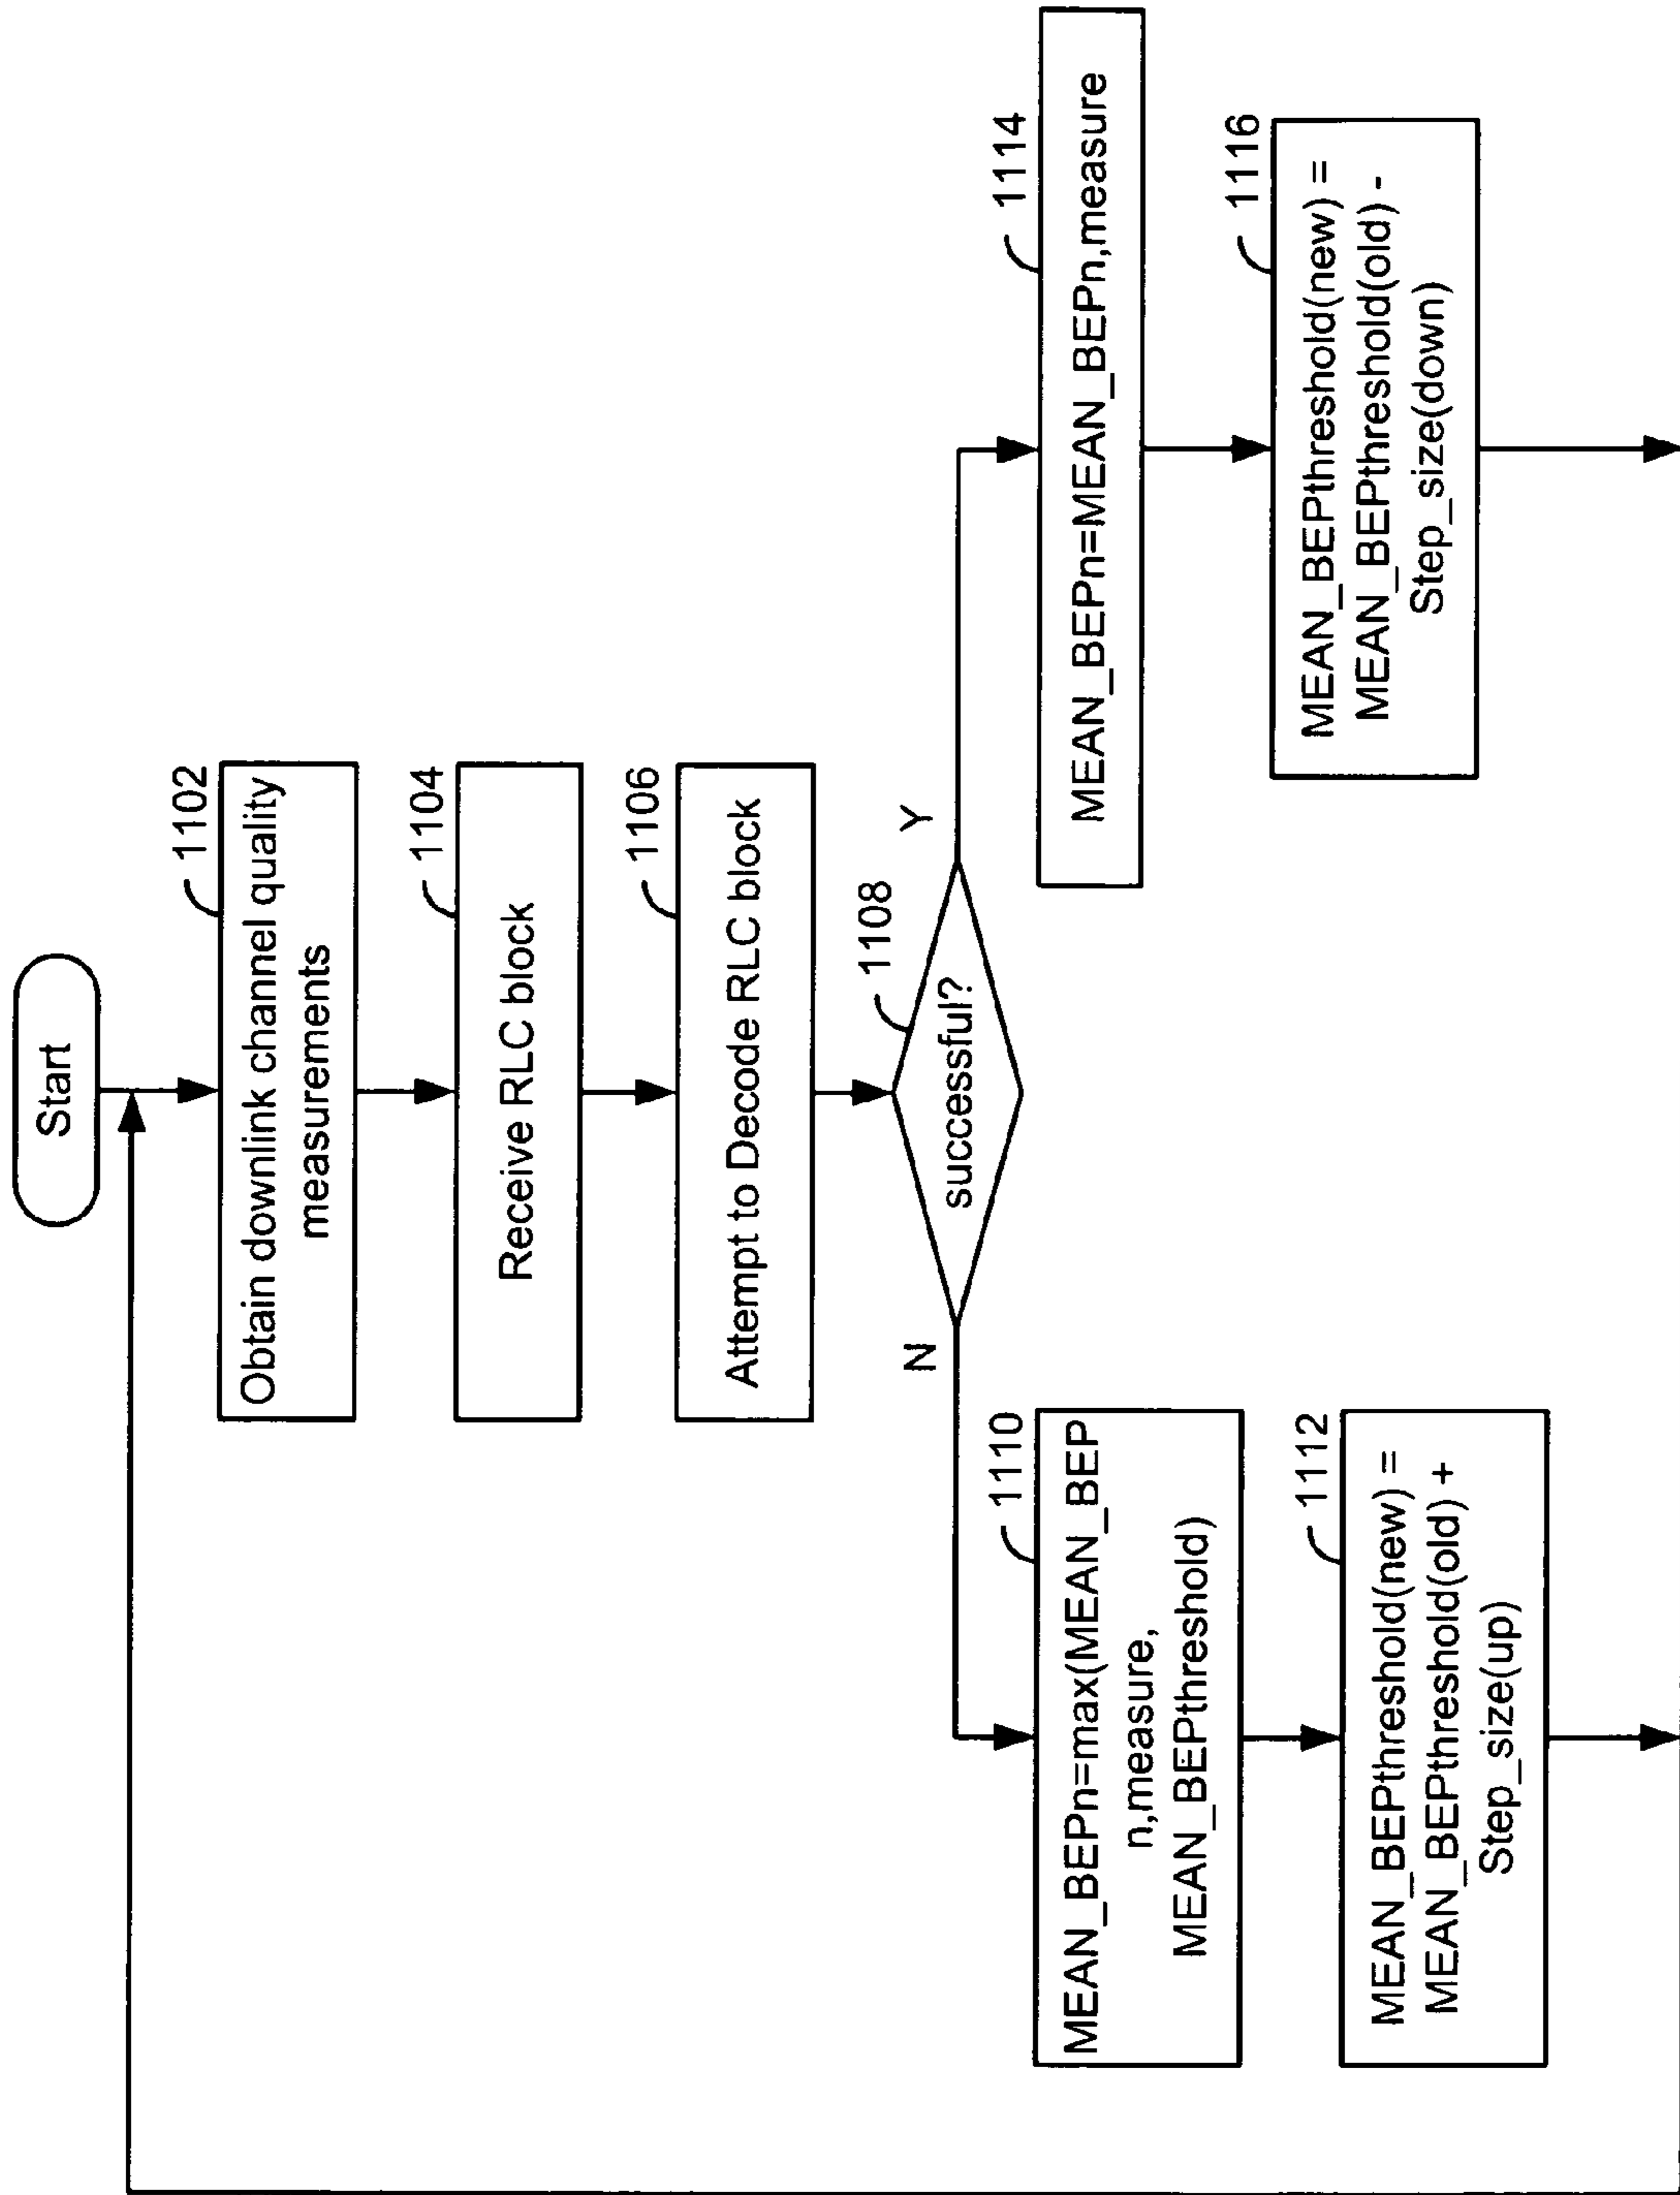 Start
1102
Obtain downlink channel quality
measurements
1104
Receive RLC block
1106
Attempt to Decode RLC block
1108
successful?
N
Y
1110
MEAN_BEPn=max(MEAN_BEP
n,measure,
MEAN_BEPthreshold)
1112
MEAN_BEPthreshold(new) =
MEAN_BEPthreshold(old) +
Step_size(up)
1114
MEAN_BEPn=MEAN_BEPn,measure
1116
MEAN_BEPthreshold(new) =
MEAN_BEPthreshold(old) -
Step_size(down)